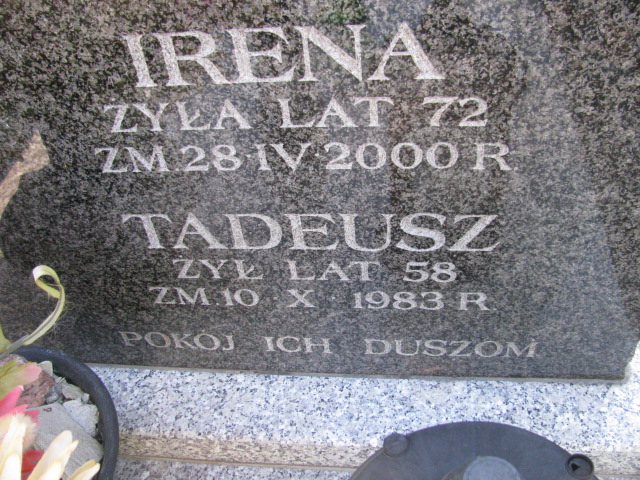 IRENA
ŻYŁA LAT 72
ZM.28·IV·2000 R
TADEUSZ
ŻYŁ LAT 58
ZM.10 X 1983 R
POKÓJ ICH DUSZOM